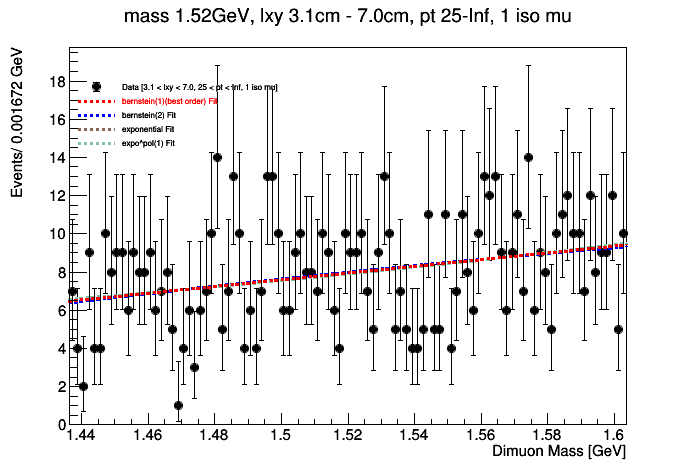 mass 1.52GeV, lxy 3.1cm - 7.0cm, pt 25-Inf, 1 iso mu
Events/ 0.001672 GeV
18
16
14
12
10
8
6
4
2
0
Data [3.1 < lxy < 7.0, 25 < pt < Inf, 1 iso mu]
bernstein(1)(best order) Fit
bernstein(2) Fit
exponential Fit
expo*pol(1) Fit
1.44 1.46 1.48 1.5 1.52 1.54 1.56 1.58 1.6
Dimuon Mass [GeV]